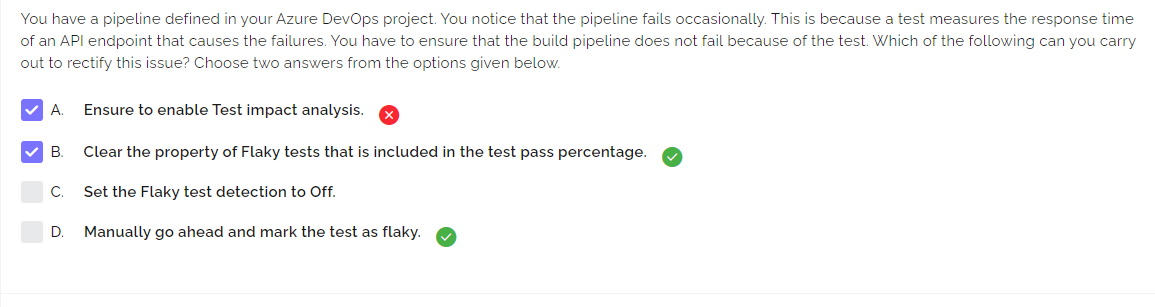 You have a pipeline defined in your Azure DevOps project. You notice that the pipeline fails occasionally. This is because a test measures the response time
of an API endpoint that causes the failures. You have to ensure that the build pipeline does not fail because of the test. Which of the following can you carry
out to rectify this issue? Choose two answers from the options given below.
A. Ensure to enable Test impact analysis.
B. Clear the property of Flaky tests that is included in the test pass percentage.
C. Set the Flaky test detection to Off.
D. Manually go ahead and mark the test as flaky.